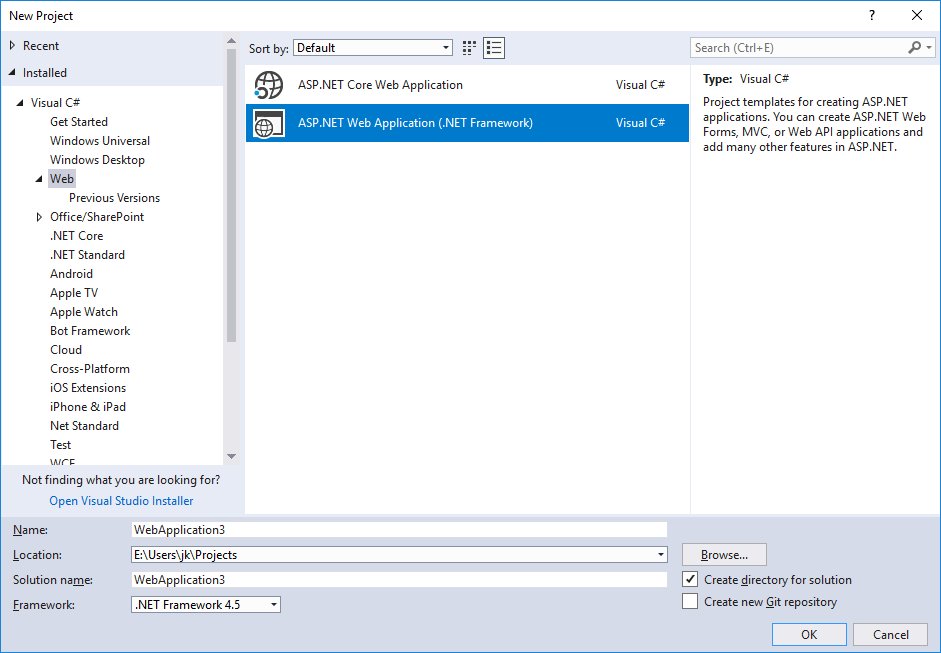 New Project
?
Recent
Installed
Visual C#
Get Started
Windows Universal
Windows Desktop
Web
Previous Versions
Office/SharePoint
.NET Core
.NET Standard
Android
Apple TV
Apple Watch
Bot Framework
Cloud
Cross-Platform
iOS Extensions
iPhone & iPad
Net Standard
Test
WCF
Not finding what you are looking for?
Open Visual Studio Installer
Sort by: Default
ASP.NET Core Web Application Visual C#
ASP.NET Web Application (.NET Framework) Visual C#
Search (Ctrl+E)
Type: Visual C#
Project templates for creating ASP.NET
applications. You can create ASP.NET Web
Forms, MVC, or Web API applications and
add many other features in ASP.NET.
Name: WebApplication3
Location: E:\Users\jk\Projects
Browse...
Solution name: WebApplication3
Create directory for solution
Framework: .NET Framework 4.5
Create new Git repository
OK Cancel